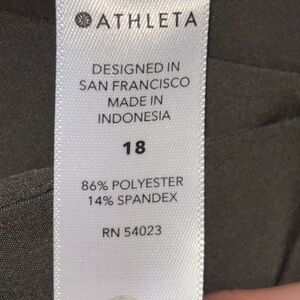 ATHLETA
DESIGNED IN
SAN FRANCISCO
MADE IN
INDONESIA
18
86% POLYESTER
14% SPANDEX
RN 54023